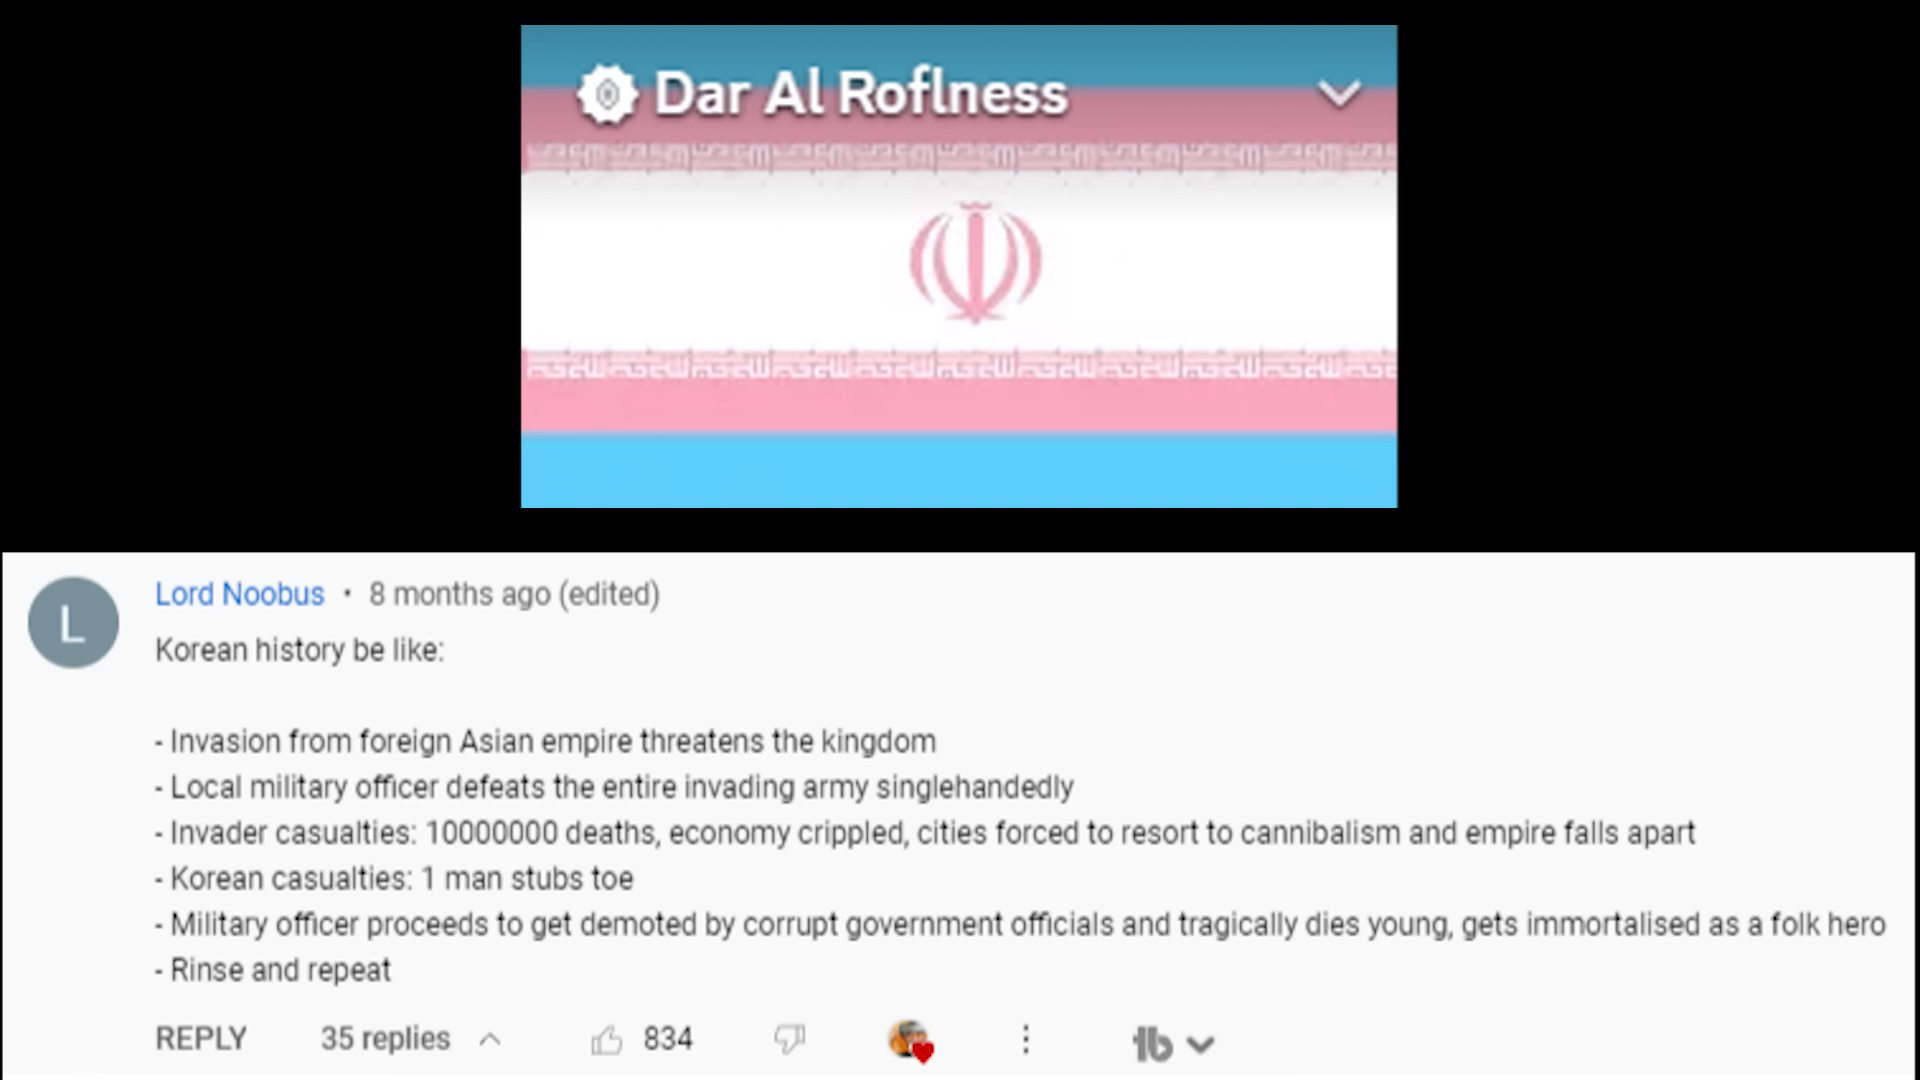 Dar Al Roflness
L
Lord Noobus • 8 months ago (edited)
Korean history be like:
- Invasion from foreign Asian empire threatens the kingdom
- Local military officer defeats the entire invading army singlehandedly
- Invader casualties: 10000000 deaths, economy crippled, cities forced to resort to cannibalism and empire falls apart
- Korean casualties: 1 man stubs toe
- Military officer proceeds to get demoted by corrupt government officials and tragically dies young, gets immortalised as a folk hero
- Rinse and repeat
REPLY 35 replies 834 tb